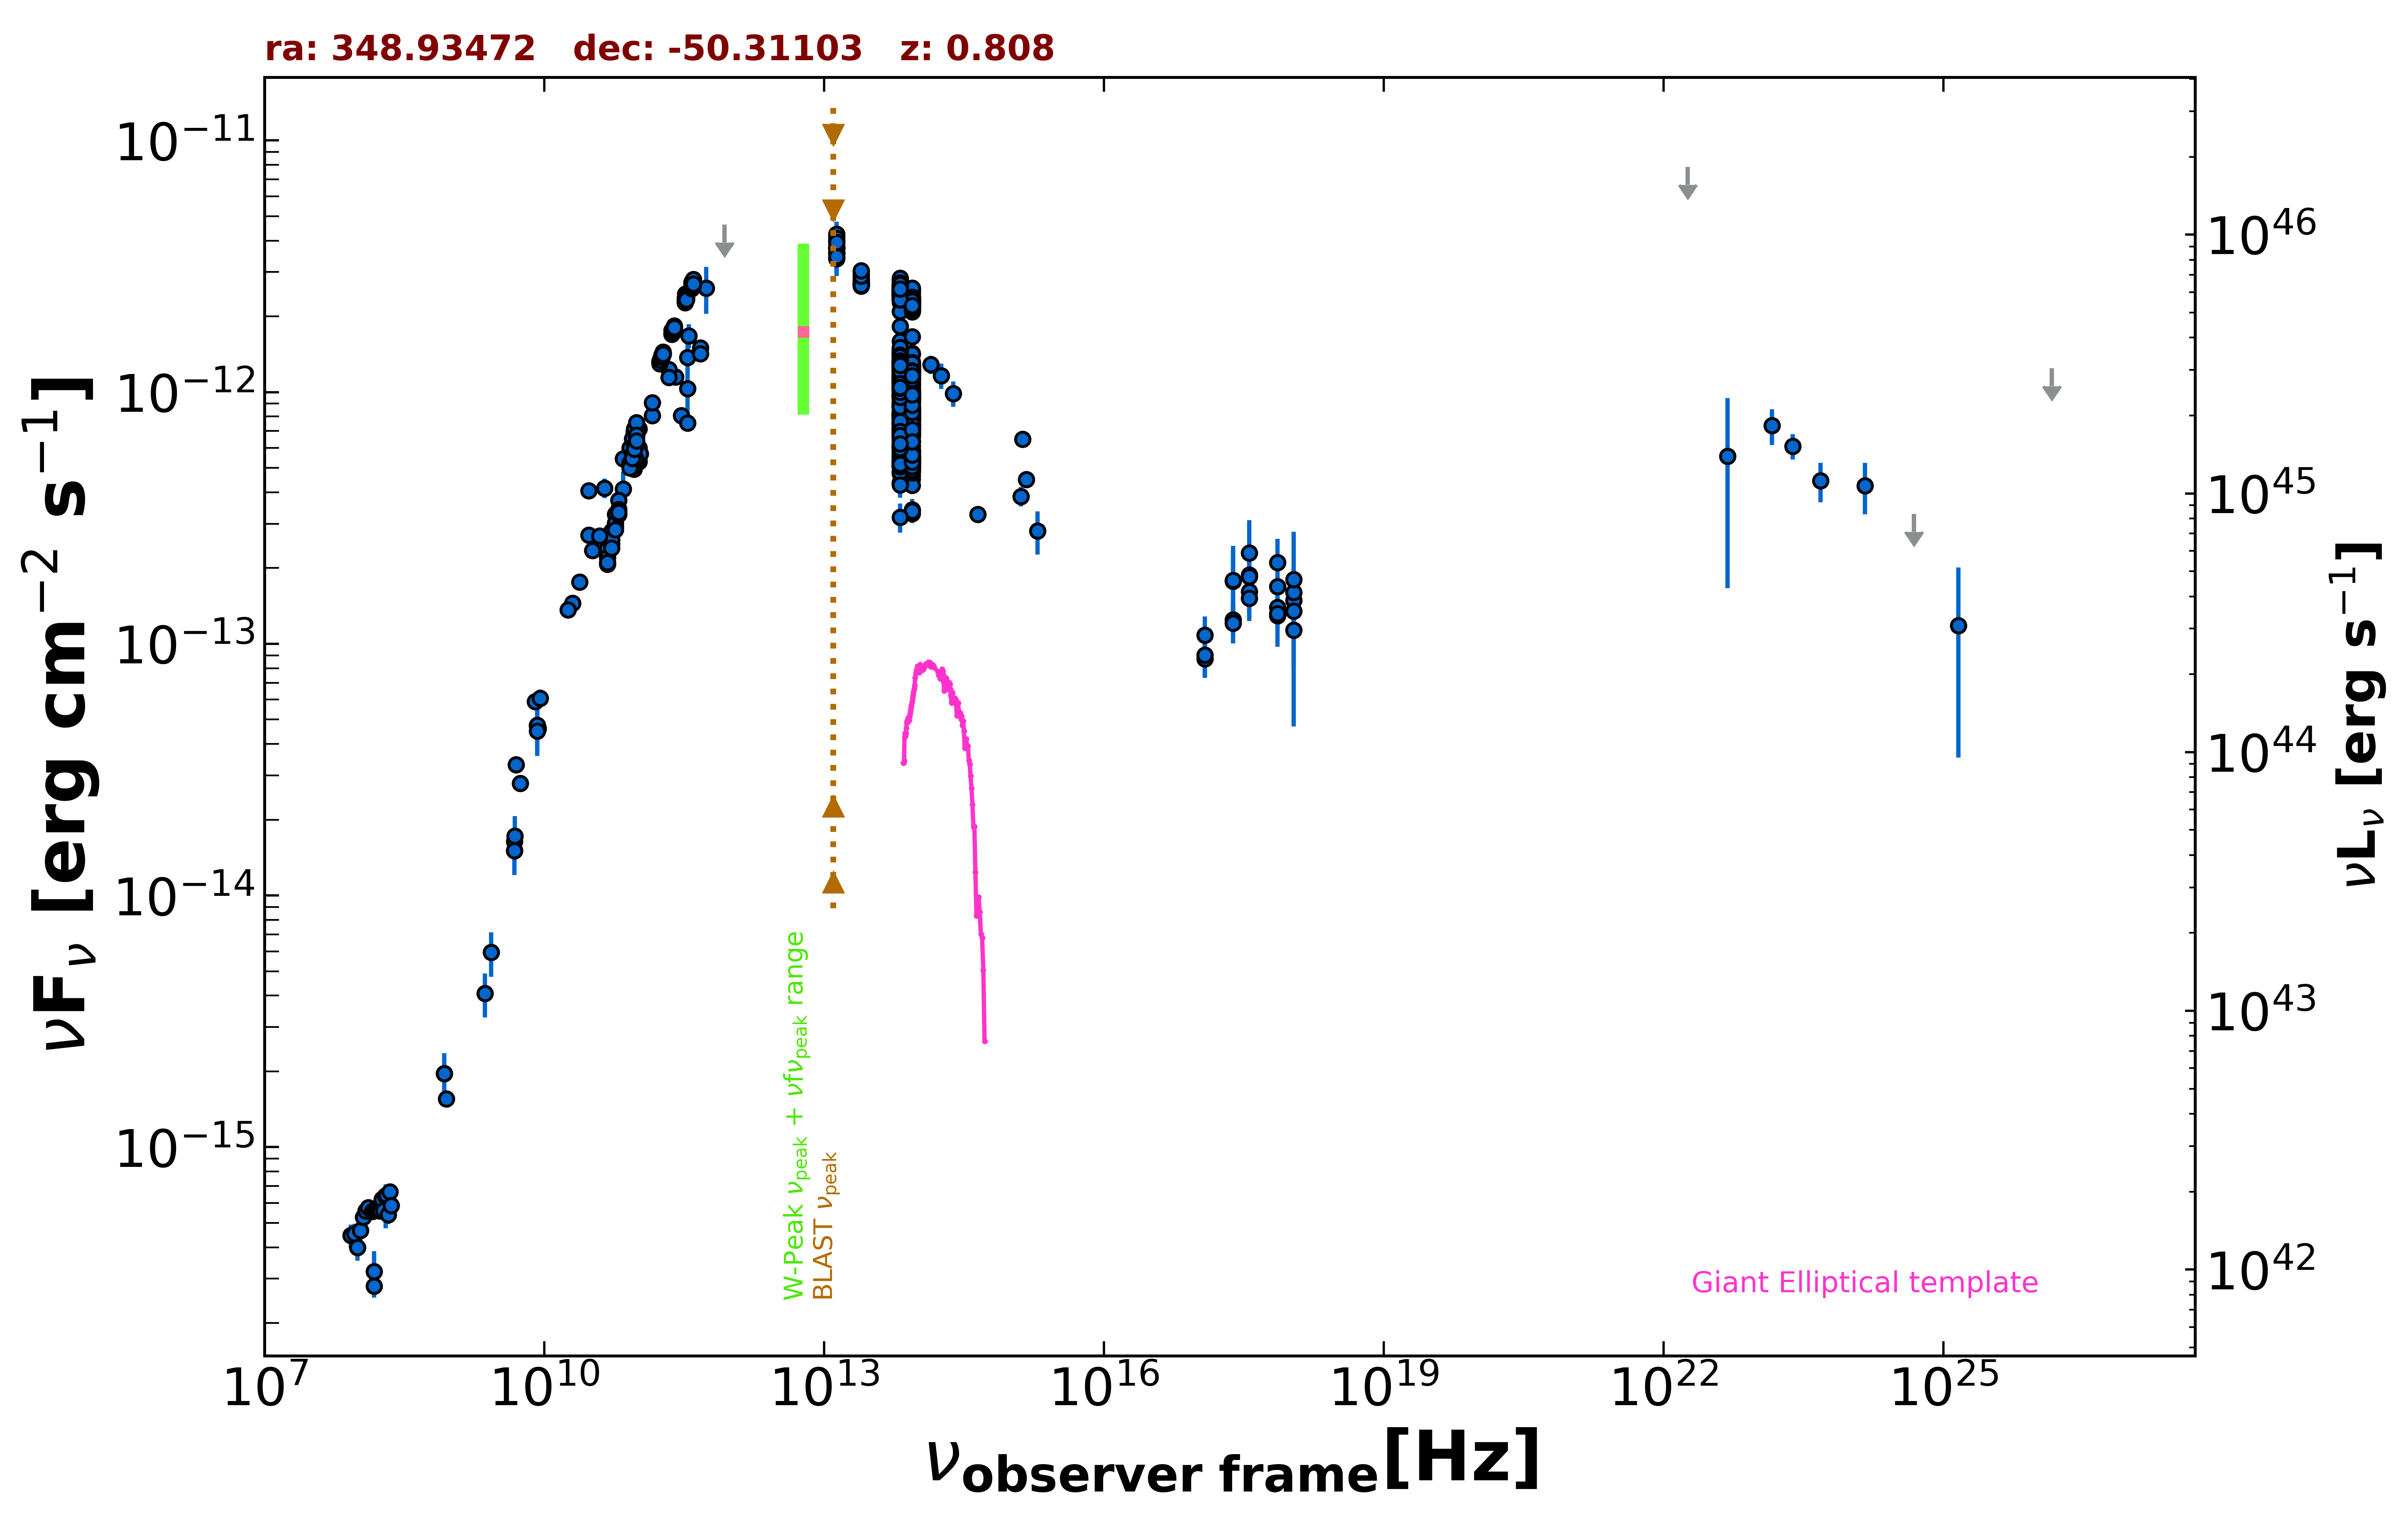 ra: 348.93472   dec: -50.31103   z: 0.808
10⁻¹¹
10⁻¹²
10⁻¹³
10⁻¹⁴
10⁻¹⁵
νFν [erg cm⁻² s⁻¹]
10⁴⁶
10⁴⁵
10⁴⁴
10⁴³
10⁴²
νLν [erg s⁻¹]
W-Peak νpeak + νfνpeak range
BLAST νpeak
Giant Elliptical template
10⁷ 10¹⁰ 10¹³ 10¹⁶ 10¹⁹ 10²² 10²⁵
νobserver frame[Hz]